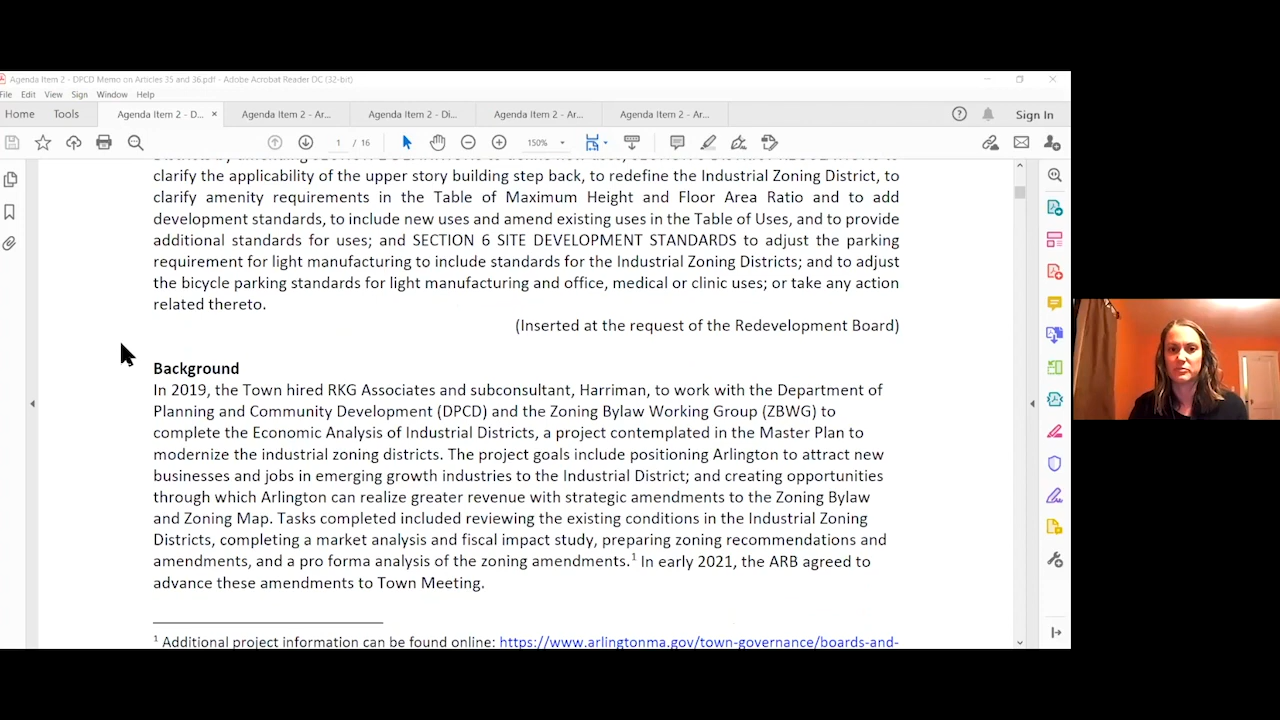 Agenda Item 2 - DPCD Memo on Articles 35 and 36.pdf - Adobe Acrobat Reader DC (32-bit)
File Edit View Sign Window Help
Home Tools Agenda Item 2 - D... × Agenda Item 2 - Ar... Agenda Item 2 - Di... Agenda Item 2 - Ar... Agenda Item 2 - Ar... Sign In
1 / 16 150%
clarify the applicability of the upper story building step back, to redefine the Industrial Zoning District, to
clarify amenity requirements in the Table of Maximum Height and Floor Area Ratio and to add
development standards, to include new uses and amend existing uses in the Table of Uses, and to provide
additional standards for uses; and SECTION 6 SITE DEVELOPMENT STANDARDS to adjust the parking
requirement for light manufacturing to include standards for the Industrial Zoning Districts; and to adjust
the bicycle parking standards for light manufacturing and office, medical or clinic uses; or take any action
related thereto.
(Inserted at the request of the Redevelopment Board)
Background
In 2019, the Town hired RKG Associates and subconsultant, Harriman, to work with the Department of
Planning and Community Development (DPCD) and the Zoning Bylaw Working Group (ZBWG) to
complete the Economic Analysis of Industrial Districts, a project contemplated in the Master Plan to
modernize the industrial zoning districts. The project goals include positioning Arlington to attract new
businesses and jobs in emerging growth industries to the Industrial District; and creating opportunities
through which Arlington can realize greater revenue with strategic amendments to the Zoning Bylaw
and Zoning Map. Tasks completed included reviewing the existing conditions in the Industrial Zoning
Districts, completing a market analysis and fiscal impact study, preparing zoning recommendations and
amendments, and a pro forma analysis of the zoning amendments.1 In early 2021, the ARB agreed to
advance these amendments to Town Meeting.
1 Additional project information can be found online: https://www.arlingtonma.gov/town-governance/boards-and-